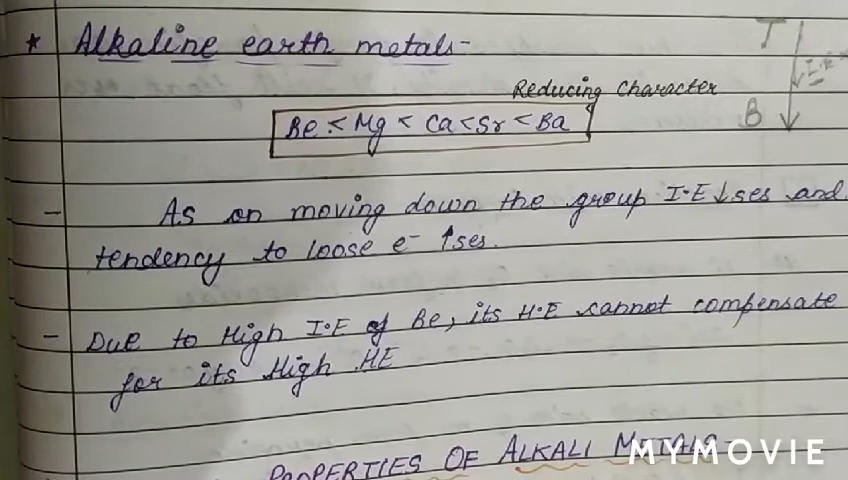 * Alkaline earth metals-
T
I.E
Reducing Character
B
Be < Mg < Ca < Sr < Ba
- As on moving down the group I.E ↓ses and
tendency to loose e- ↑ses.
- Due to High I.E of Be, its H.E cannot compensate
for its High HE
PROPERTIES OF ALKALI METALS-
MYMOVIE